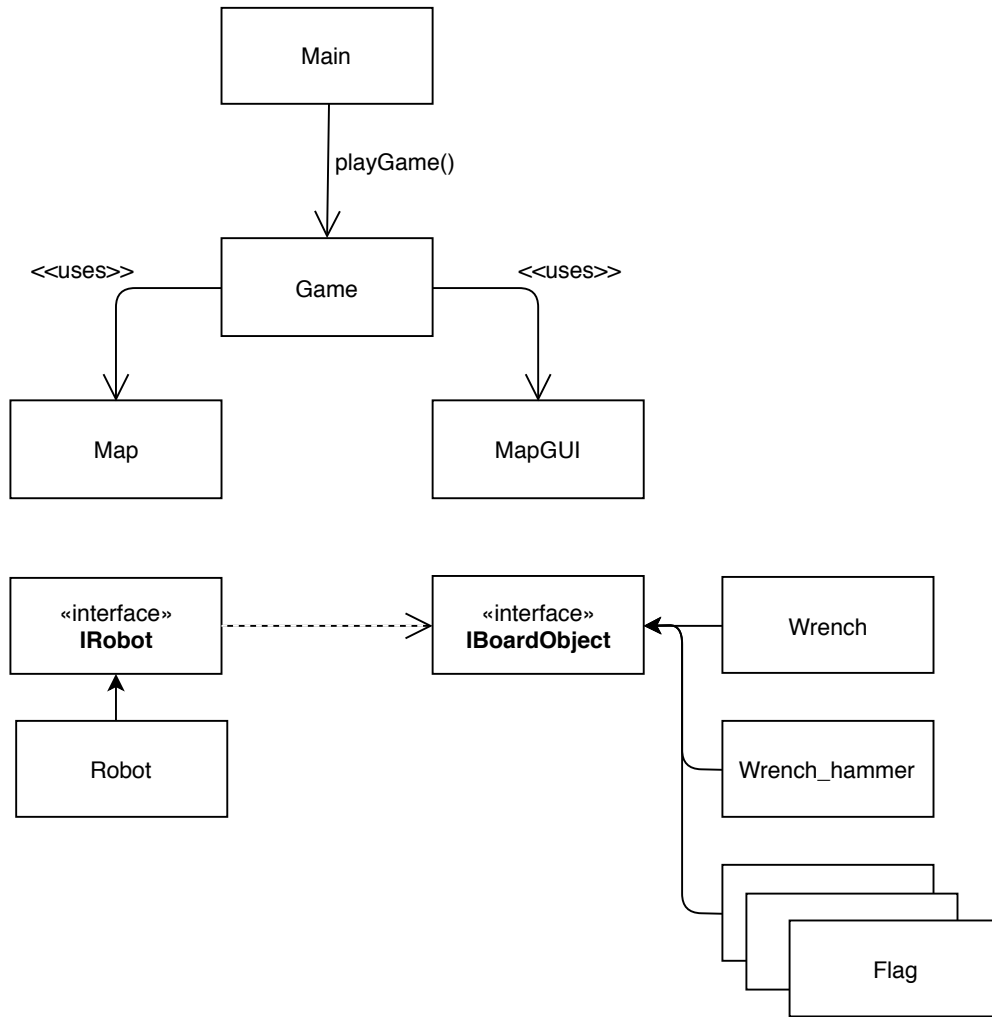 Main
playGame()
<<uses>>
<<uses>>
Game
Map
MapGUI
«interface»
IRobot
«interface»
IBoardObject
Wrench
Robot
Wrench_hammer
Flag